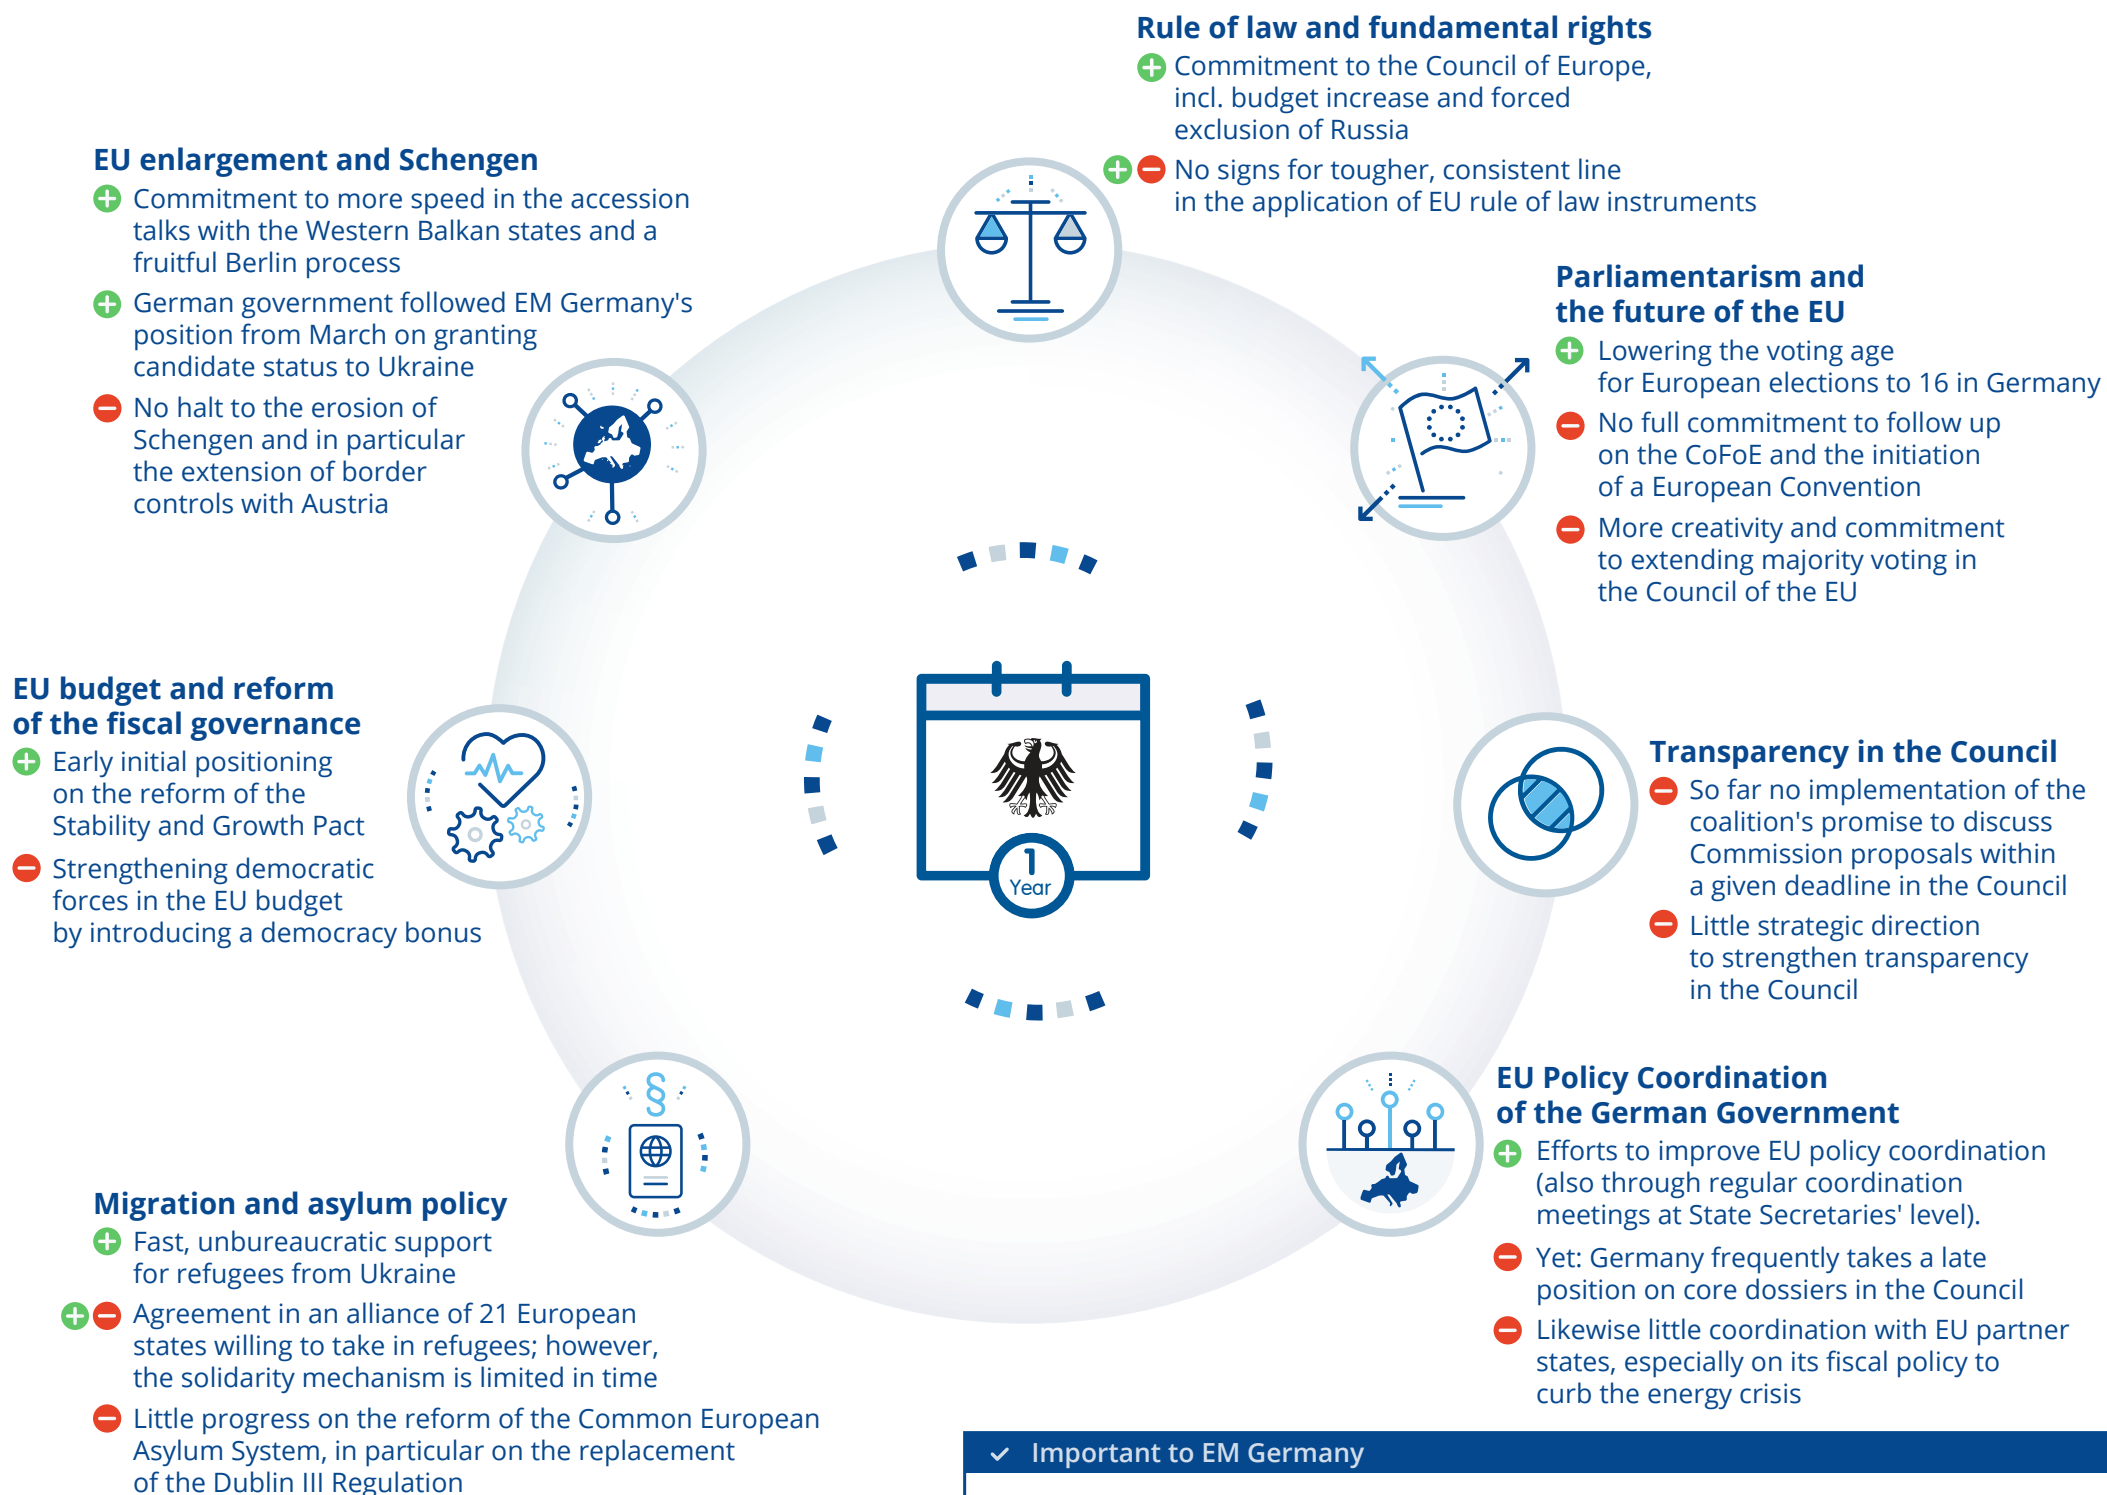 Rule of law and fundamental rights
Commitment to the Council of Europe,
incl. budget increase and forced
exclusion of Russia
No signs for tougher, consistent line
in the application of EU rule of law instruments
EU enlargement and Schengen
Commitment to more speed in the accession
talks with the Western Balkan states and a
fruitful Berlin process
German government followed EM Germany's
position from March on granting
candidate status to Ukraine
No halt to the erosion of
Schengen and in particular
the extension of border
controls with Austria
Parliamentarism and
the future of the EU
Lowering the voting age
for European elections to 16 in Germany
No full commitment to follow up
on the CoFoE and the initiation
of a European Convention
More creativity and commitment
to extending majority voting in
the Council of the EU
EU budget and reform
of the fiscal governance
Early initial positioning
on the reform of the
Stability and Growth Pact
Strengthening democratic
forces in the EU budget
by introducing a democracy bonus
1
Year
Transparency in the Council
So far no implementation of the
coalition's promise to discuss
Commission proposals within
a given deadline in the Council
Little strategic direction
to strengthen transparency
in the Council
§
Migration and asylum policy
Fast, unbureaucratic support
for refugees from Ukraine
Agreement in an alliance of 21 European
states willing to take in refugees; however,
the solidarity mechanism is limited in time
Little progress on the reform of the Common European
Asylum System, in particular on the replacement
of the Dublin III Regulation
EU Policy Coordination
of the German Government
Efforts to improve EU policy coordination
(also through regular coordination
meetings at State Secretaries' level).
Yet: Germany frequently takes a late
position on core dossiers in the Council
Likewise little coordination with EU partner
states, especially on its fiscal policy to
curb the energy crisis
Important to EM Germany